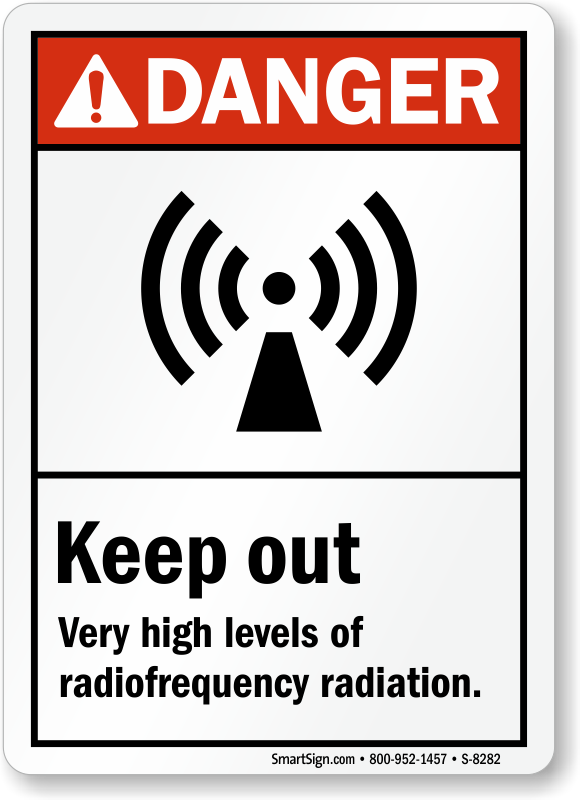 DANGER
Keep out
Very high levels of
radiofrequency radiation.
SmartSign.com • 800-952-1457 • S-8282